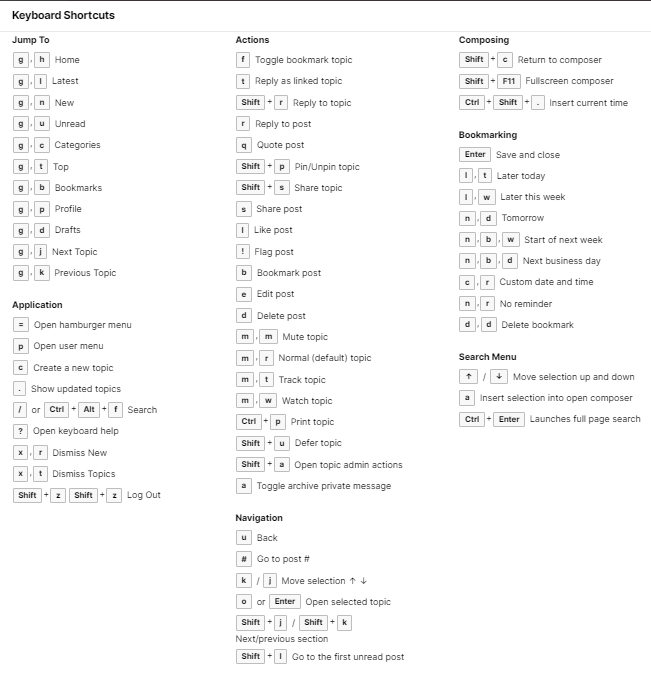 Keyboard Shortcuts
Jump To
g , h Home
g , l Latest
g , n New
g , u Unread
g , c Categories
g , t Top
g , b Bookmarks
g , p Profile
g , d Drafts
g , j Next Topic
g , k Previous Topic
Application
= Open hamburger menu
p Open user menu
c Create a new topic
. Show updated topics
/ or Ctrl + Alt + f Search
? Open keyboard help
x , r Dismiss New
x , t Dismiss Topics
Shift + z Shift + z Log Out
Actions
f Toggle bookmark topic
t Reply as linked topic
Shift + r Reply to topic
r Reply to post
q Quote post
Shift + p Pin/Unpin topic
Shift + s Share topic
s Share post
l Like post
! Flag post
b Bookmark post
e Edit post
d Delete post
m , m Mute topic
m , r Normal (default) topic
m , t Track topic
m , w Watch topic
Ctrl + p Print topic
Shift + u Defer topic
Shift + a Open topic admin actions
a Toggle archive private message
Navigation
u Back
# Go to post #
k / j Move selection ↑ ↓
o or Enter Open selected topic
Shift + j / Shift + k
Next/previous section
Shift + l Go to the first unread post
Composing
Shift + c Return to composer
Shift + F11 Fullscreen composer
Ctrl + Shift + . Insert current time
Bookmarking
Enter Save and close
l , t Later today
l , w Later this week
n , d Tomorrow
n , b , w Start of next week
n , b , d Next business day
c , r Custom date and time
n , r No reminder
d , d Delete bookmark
Search Menu
↑ / ↓ Move selection up and down
a Insert selection into open composer
Ctrl + Enter Launches full page search